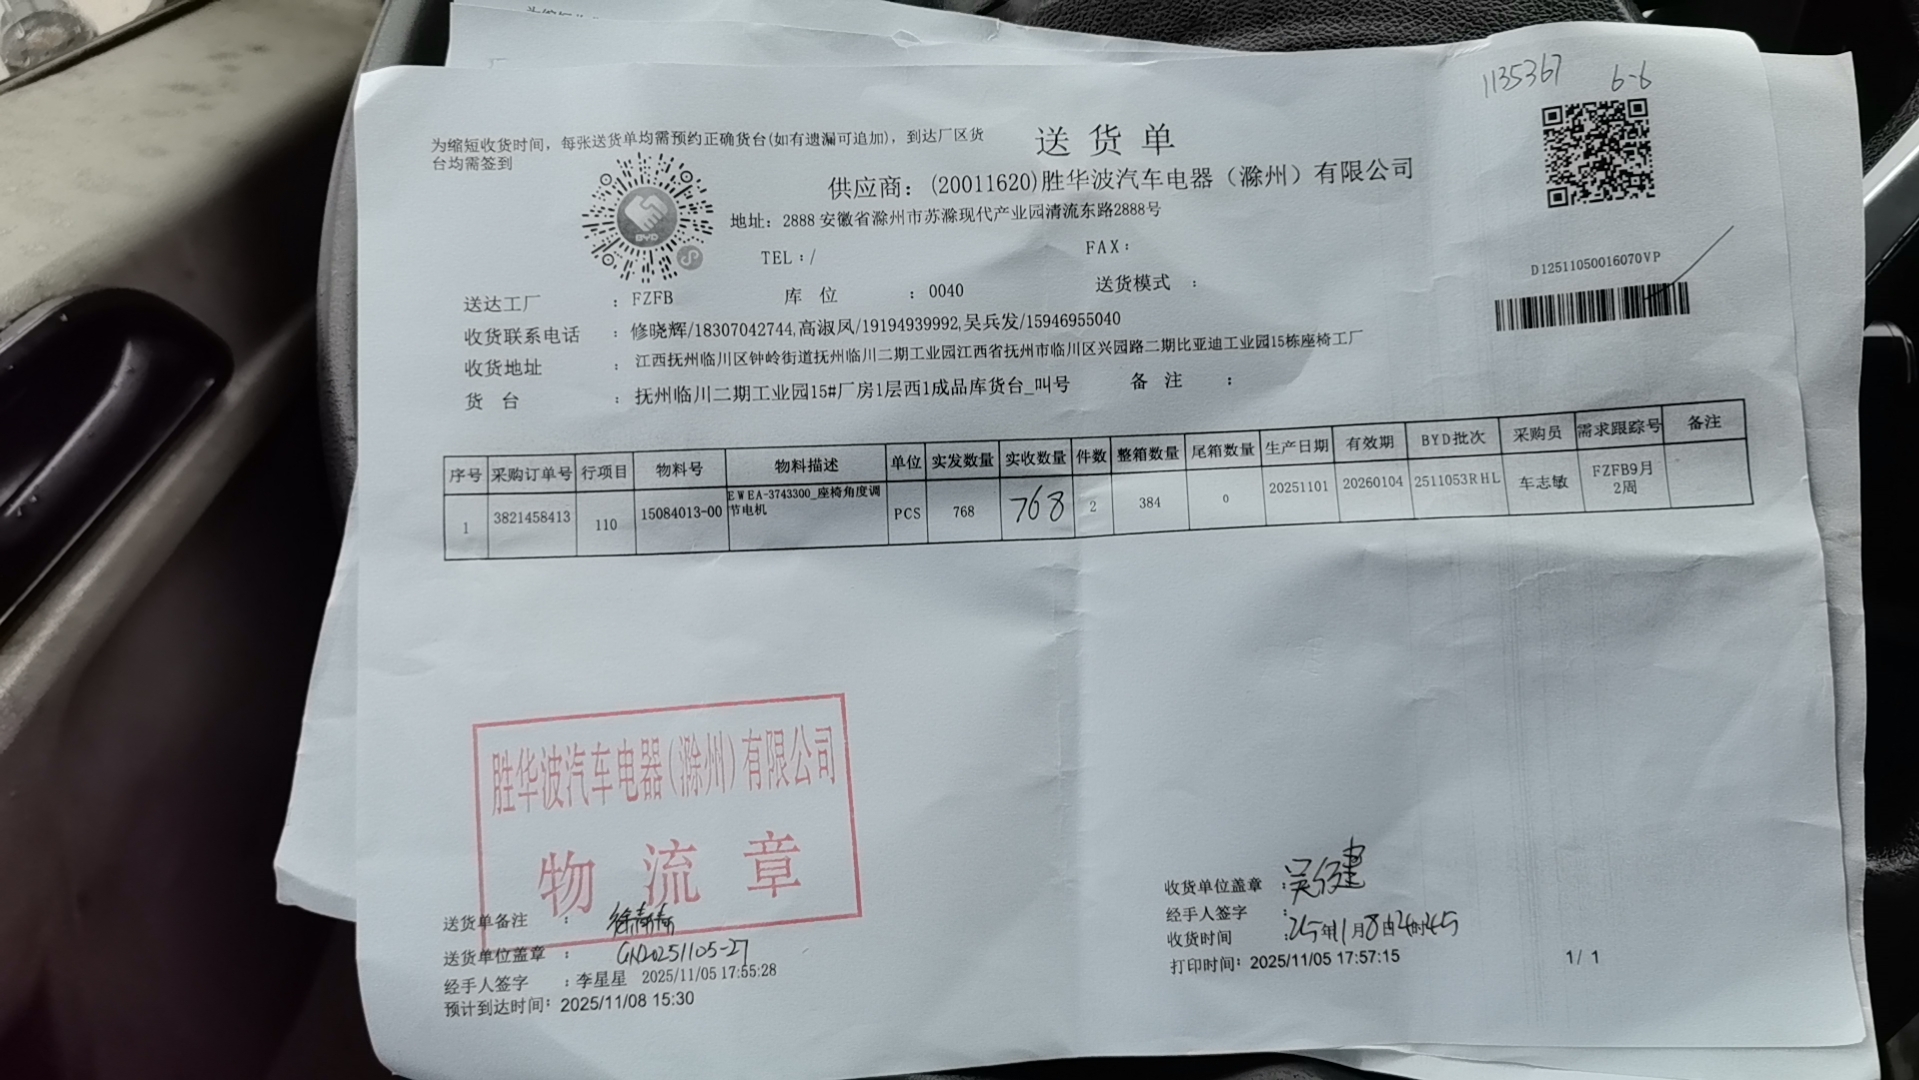 1135367 6-6
为缩短收货时间，每张送货单均需预约正确货台(如有遗漏可追加)，到达厂区货
台均需签到
送货单
供应商：(20011620)胜华波汽车电器（滁州）有限公司
地址：2888 安徽省滁州市苏滁现代产业园清流东路2888号
TEL：/ FAX：
BYD
D12511050016070VP
送达工厂 ：FZFB 库位 ：0040 送货模式 ：
收货联系电话 ：修晓辉/18307042744,高淑凤/19194939992,吴兵发/15946955040
收货地址 ：江西抚州临川区钟岭街道抚州临川二期工业园江西省抚州市临川区兴园路二期比亚迪工业园15栋座椅工厂
货台 ：抚州临川二期工业园15#厂房1层西1成品库货台_叫号 备注 ：
序号 采购订单号 行项目 物料号 物料描述 单位 实发数量 实收数量 件数 整箱数量 尾箱数量 生产日期 有效期 BYD批次 采购员 需求跟踪号 备注
1 3821458413 110 15084013-00 EWEA-3743300_座椅角度调节电机 PCS 768 768 2 384 0 20251101 20260104 2511053RHL 车志敏 FZFB9月2周
胜华波汽车电器(滁州)有限公司
物流章
送货单备注 ：
送货单位盖章 ：GN20251105-27
经手人签字 ：李星星 2025/11/05 17:55:28
预计到达时间：2025/11/08 15:30
收货单位盖章 ：
经手人签字 ：
收货时间 ：
打印时间：2025/11/05 17:57:15
1/ 1